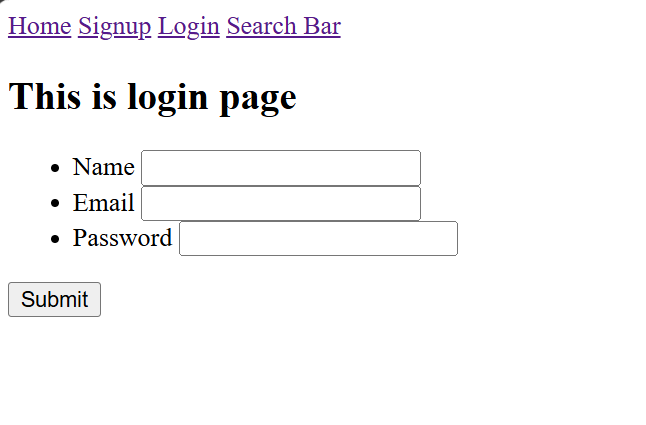 Home Signup Login Search Bar
This is login page
Name
Email
Password
Submit